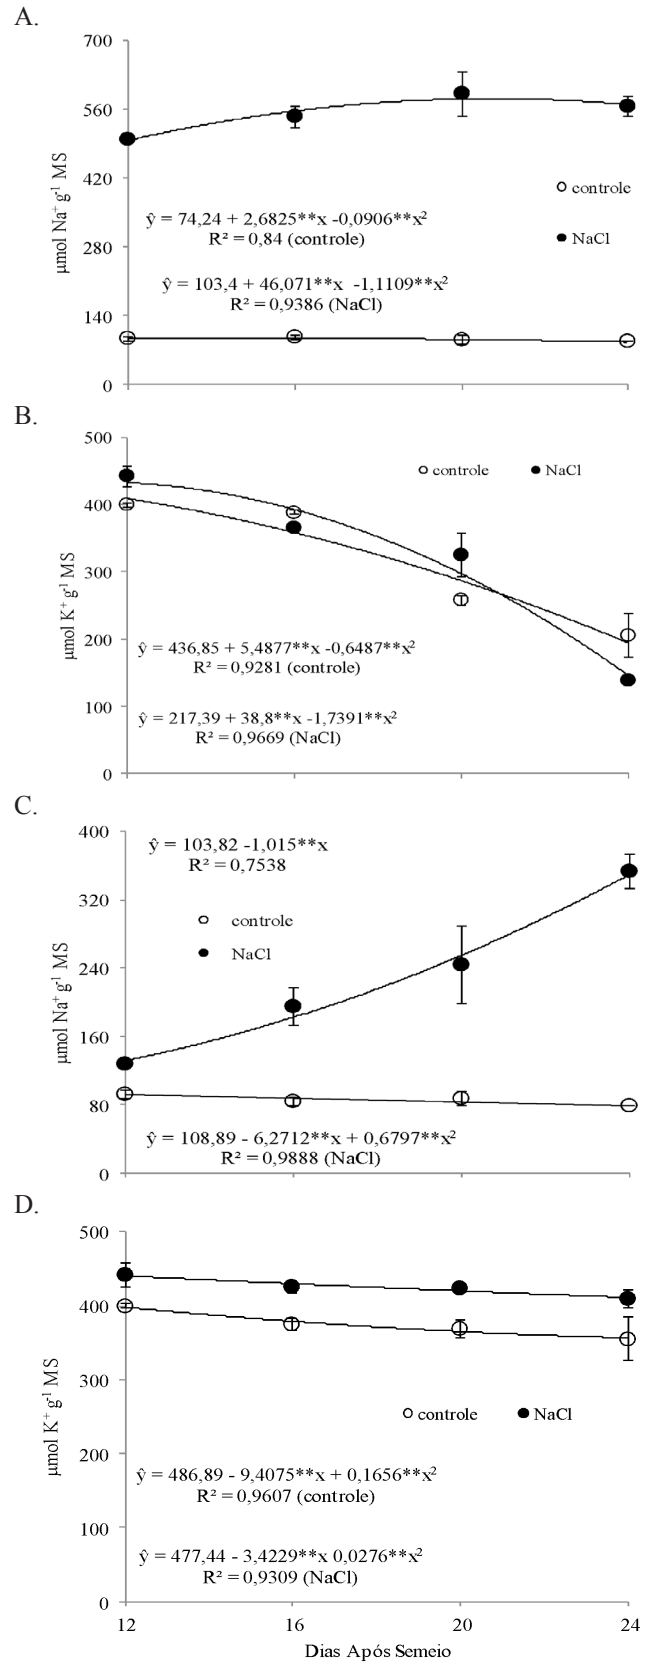 A.
700
560
420
280
140
0
µmol Na⁺ g⁻¹ MS
controle
NaCl
ŷ = 74,24 + 2,6825**x -0,0906**x²
R² = 0,84 (controle)
ŷ = 103,4 + 46,071**x -1,1109**x²
R² = 0,9386 (NaCl)
B.
500
400
300
200
100
0
µmol K⁺ g⁻¹ MS
controle NaCl
ŷ = 436,85 + 5,4877**x -0,6487**x²
R² = 0,9281 (controle)
ŷ = 217,39 + 38,8**x -1,7391**x²
R² = 0,9669 (NaCl)
C.
400
320
240
160
80
0
µmol Na⁺ g⁻¹ MS
ŷ = 103,82 -1,015**x
R² = 0,7538
controle
NaCl
ŷ = 108,89 - 6,2712**x + 0,6797**x²
R² = 0,9888 (NaCl)
D.
500
400
300
200
100
0
µmol K⁺ g⁻¹ MS
controle NaCl
ŷ = 486,89 - 9,4075**x + 0,1656**x²
R² = 0,9607 (controle)
ŷ = 477,44 - 3,4229**x 0,0276**x²
R² = 0,9309 (NaCl)
12 16 20 24
Dias Após Semeio